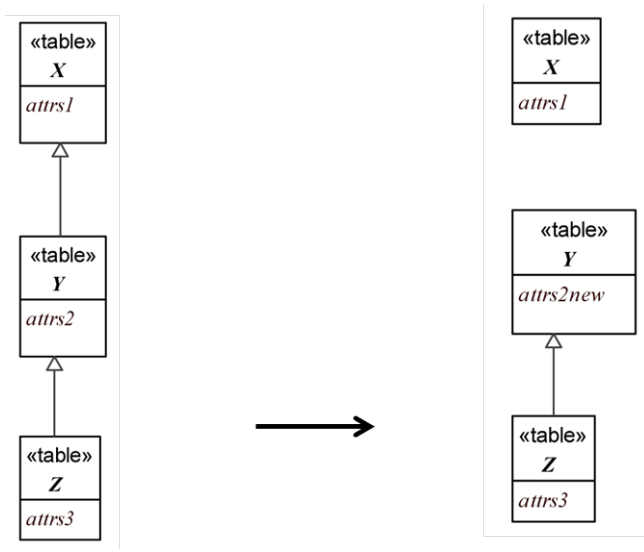 «table»
X
attrs1
«table»
Y
attrs2
«table»
Z
attrs3
«table»
X
attrs1
«table»
Y
attrs2new
«table»
Z
attrs3